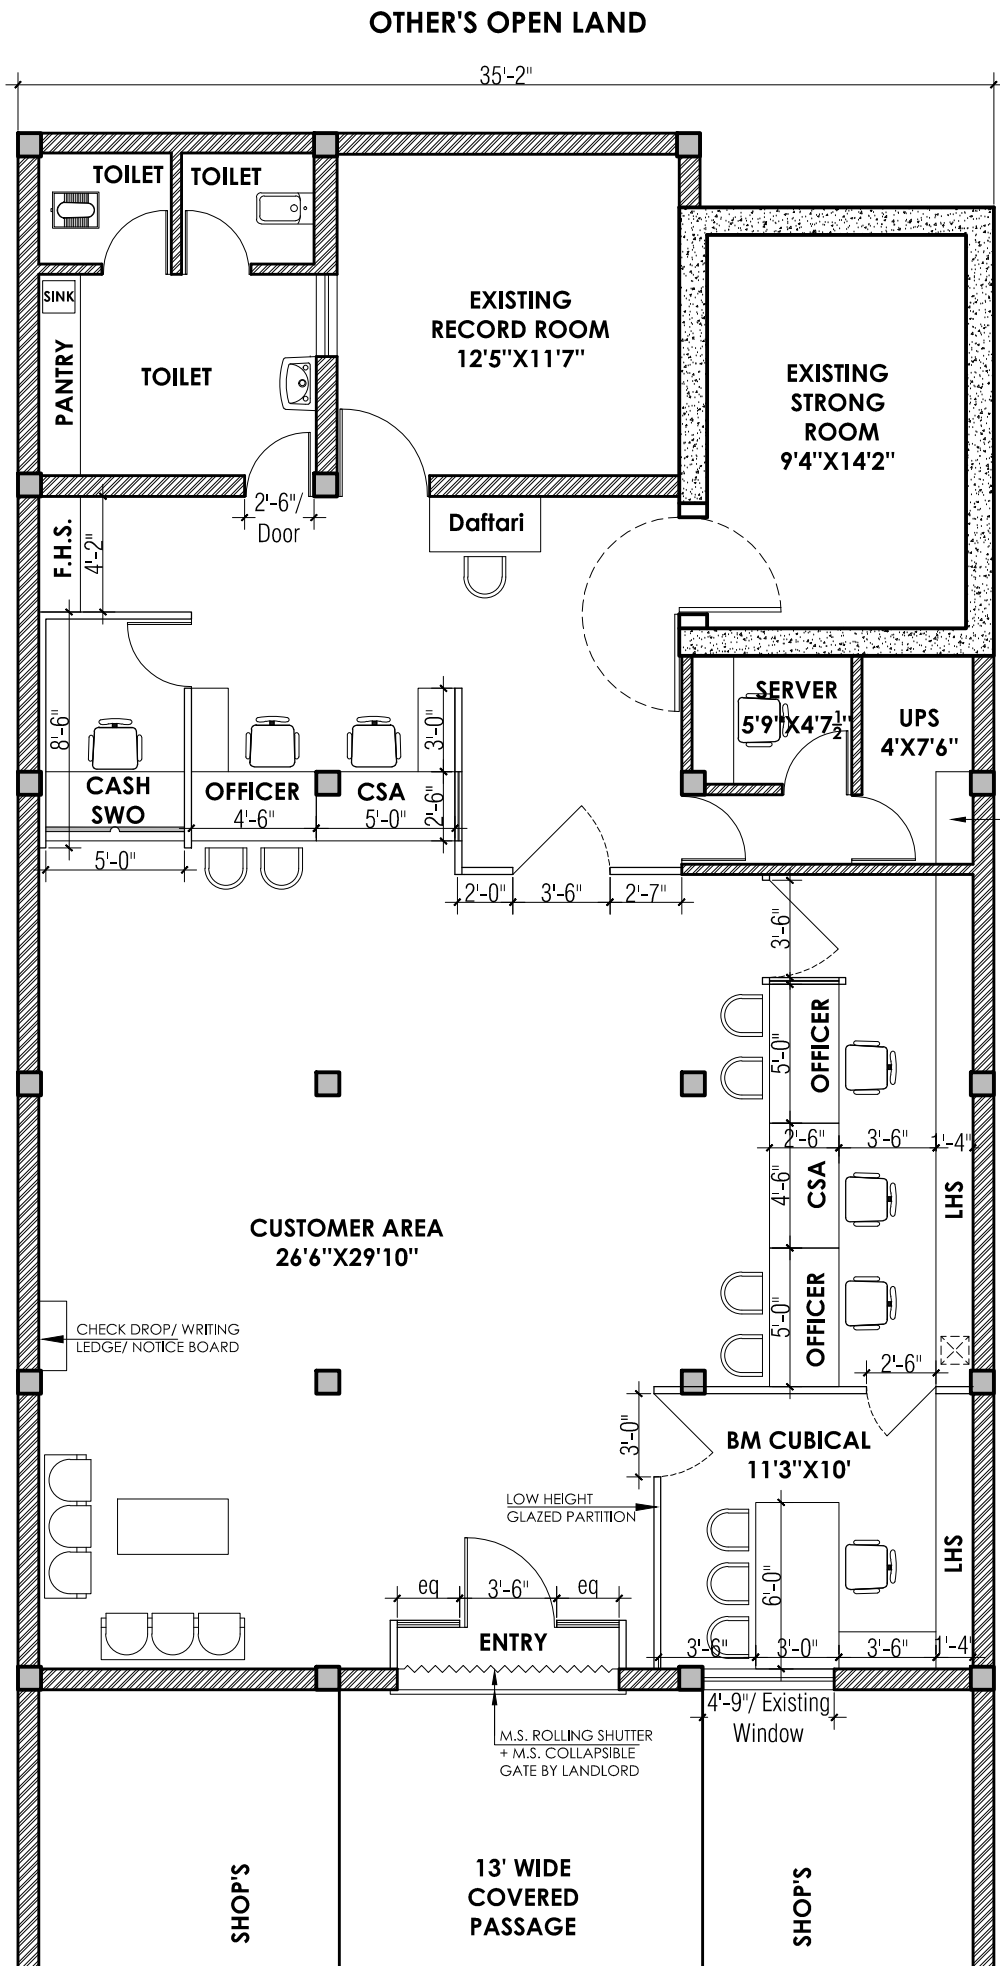 OTHER'S OPEN LAND
35'-2"
TOILET
TOILET
SINK
PANTRY
TOILET
EXISTING
RECORD ROOM
12'5"X11'7"
EXISTING
STRONG
ROOM
9'4"X14'2"
2'-6"/
Door
Daftari
F.H.S.
4'-2"
8'-6"
3'-0"
SERVER
5'9"X4'7½"
UPS
4'X7'6"
CASH
SWO
OFFICER
CSA
2'-6"
4'-6"
5'-0"
5'-0"
2'-0"
3'-6"
2'-7"
3'-6"
5'-0"
OFFICER
2'-6"
3'-6"
1'-4"
4'-6"
CSA
LHS
CUSTOMER AREA
26'6"X29'10"
5'-0"
OFFICER
CHECK DROP/ WRITING
LEDGE/ NOTICE BOARD
2'-6"
3'-0"
BM CUBICAL
11'3"X10'
LOW HEIGHT
GLAZED PARTITION
LHS
6'-0"
eq
3'-6"
eq
ENTRY
3'-6"
3'-0"
3'-6"
1'-4"
4'-9"/ Existing
Window
M.S. ROLLING SHUTTER
+ M.S. COLLAPSIBLE
GATE BY LANDLORD
SHOP'S
13' WIDE
COVERED
PASSAGE
SHOP'S